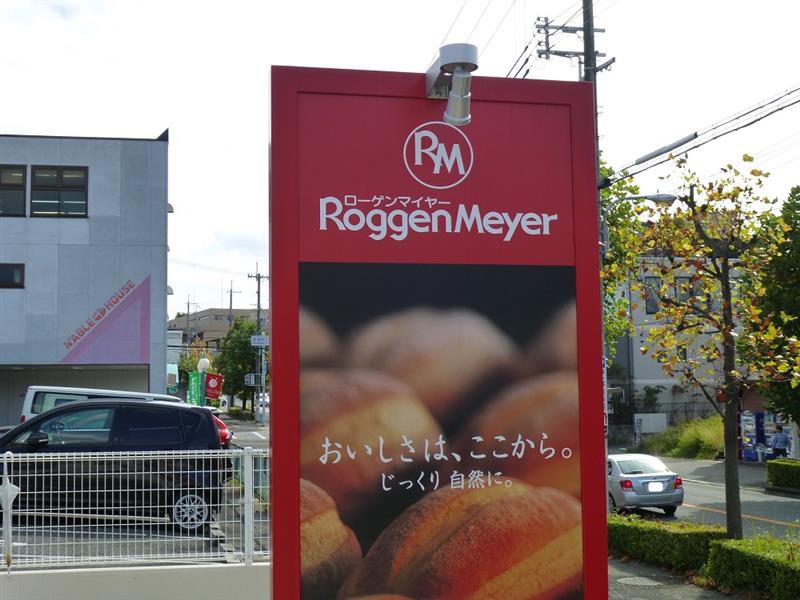 RM
ローゲンマイヤー
RoggenMeyer
おいしさは、ここから。
じっくり 自然に。
MABLE HOUSE